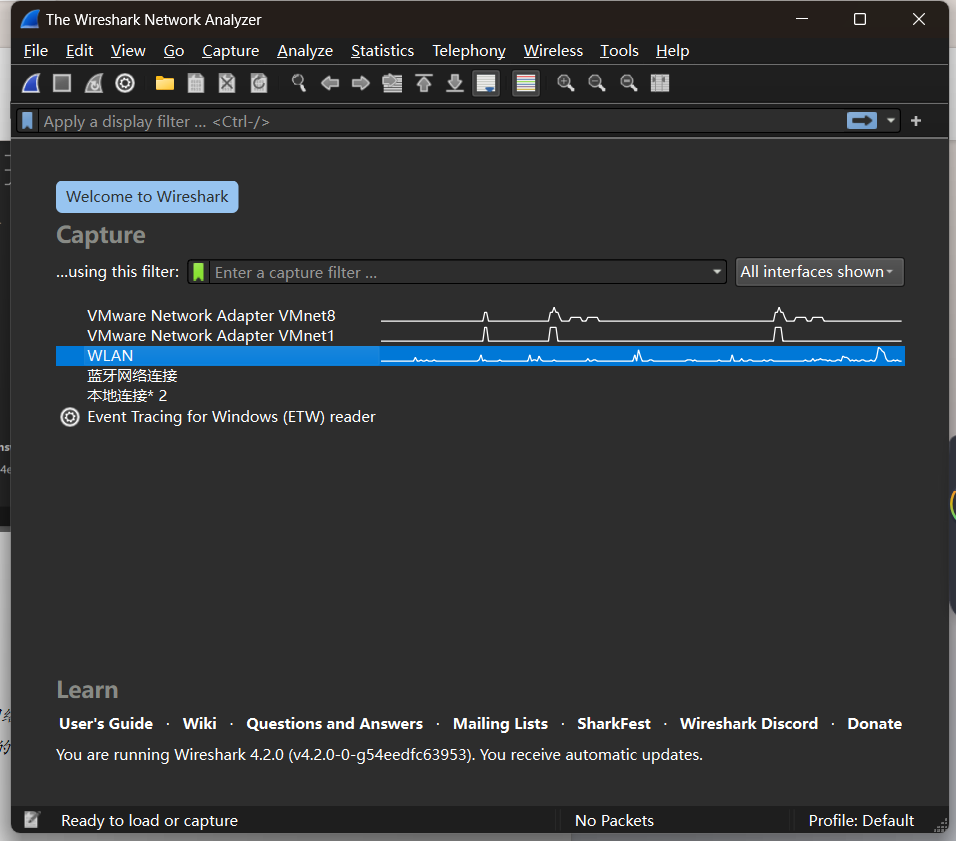 The Wireshark Network Analyzer
File Edit View Go Capture Analyze Statistics Telephony Wireless Tools Help
Apply a display filter ... <Ctrl-/>
Welcome to Wireshark
Capture
...using this filter: Enter a capture filter ... All interfaces shown
VMware Network Adapter VMnet8
VMware Network Adapter VMnet1
WLAN
蓝牙网络连接
本地连接* 2
Event Tracing for Windows (ETW) reader
Learn
User's Guide · Wiki · Questions and Answers · Mailing Lists · SharkFest · Wireshark Discord · Donate
You are running Wireshark 4.2.0 (v4.2.0-0-g54eedfc63953). You receive automatic updates.
Ready to load or capture No Packets Profile: Default